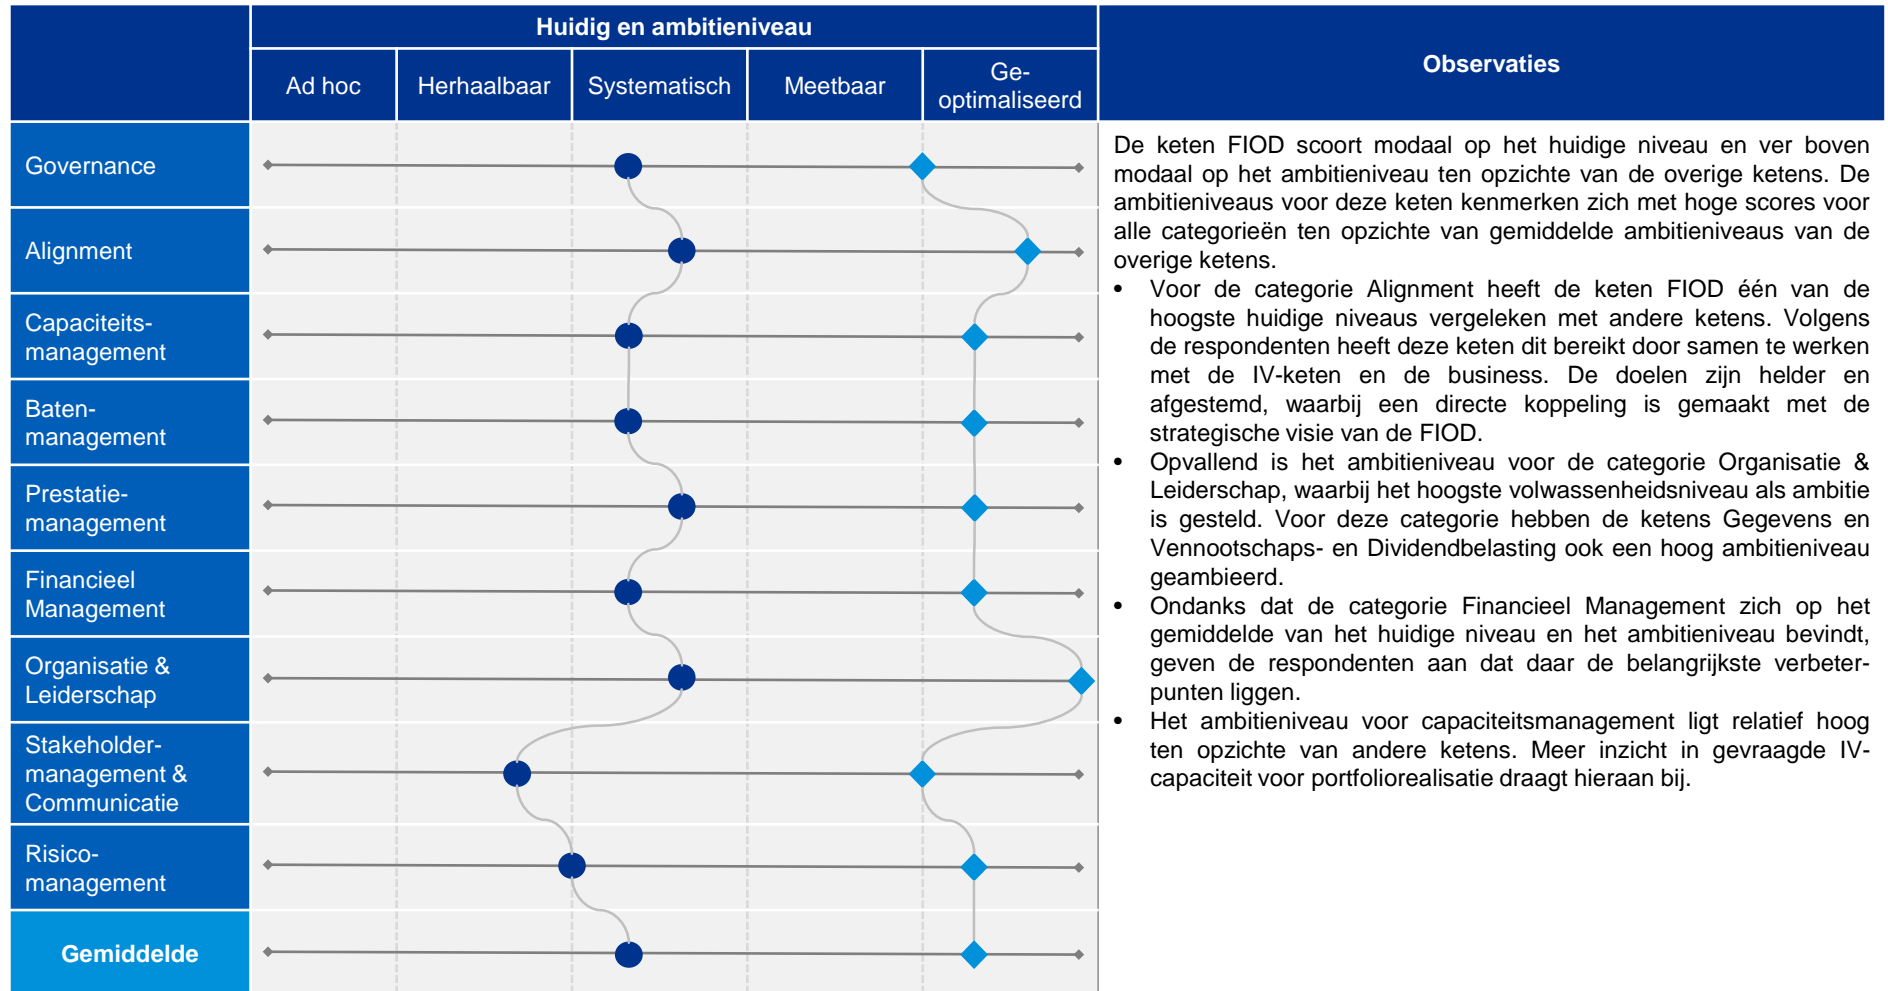 Huidig en ambitieniveau
Observaties
Ad hoc
Herhaalbaar
Systematisch
Meetbaar
Ge-
optimaliseerd
Governance
Alignment
Capaciteits-
management
Baten-
management
Prestatie-
management
Financieel
Management
Organisatie &
Leiderschap
Stakeholder-
management &
Communicatie
Risico-
management
Gemiddelde
De keten FIOD scoort modaal op het huidige niveau en ver boven
modaal op het ambitieniveau ten opzichte van de overige ketens. De
ambitieniveaus voor deze keten kenmerken zich met hoge scores voor
alle categorieën ten opzichte van gemiddelde ambitieniveaus van de
overige ketens.
• Voor de categorie Alignment heeft de keten FIOD één van de
hoogste huidige niveaus vergeleken met andere ketens. Volgens
de respondenten heeft deze keten dit bereikt door samen te werken
met de IV-keten en de business. De doelen zijn helder en
afgestemd, waarbij een directe koppeling is gemaakt met de
strategische visie van de FIOD.
• Opvallend is het ambitieniveau voor de categorie Organisatie &
Leiderschap, waarbij het hoogste volwassenheidsniveau als ambitie
is gesteld. Voor deze categorie hebben de ketens Gegevens en
Vennootschaps- en Dividendbelasting ook een hoog ambitieniveau
geambieerd.
• Ondanks dat de categorie Financieel Management zich op het
gemiddelde van het huidige niveau en het ambitieniveau bevindt,
geven de respondenten aan dat daar de belangrijkste verbeter-
punten liggen.
• Het ambitieniveau voor capaciteitsmanagement ligt relatief hoog
ten opzichte van andere ketens. Meer inzicht in gevraagde IV-
capaciteit voor portfoliorealisatie draagt hieraan bij.